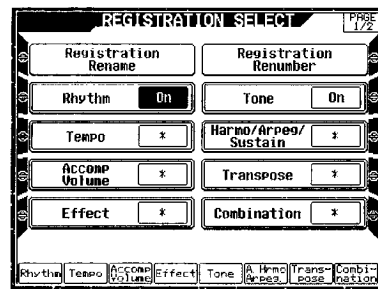 REGISTRATION SELECT
PAGE
1/2
Registration
Rename
Registration
Renumber
Rhythm
On
Tone
On
Tempo
*
Harmo/Arpeg/
Sustain
*
Accomp
Volume
*
Transpose
*
Effect
*
Combination
*
Rhythm
Tempo
Accomp
Volume
Effect
Tone
A.Hrmo
Arpeg.
Trans-
pose
Combi-
nation